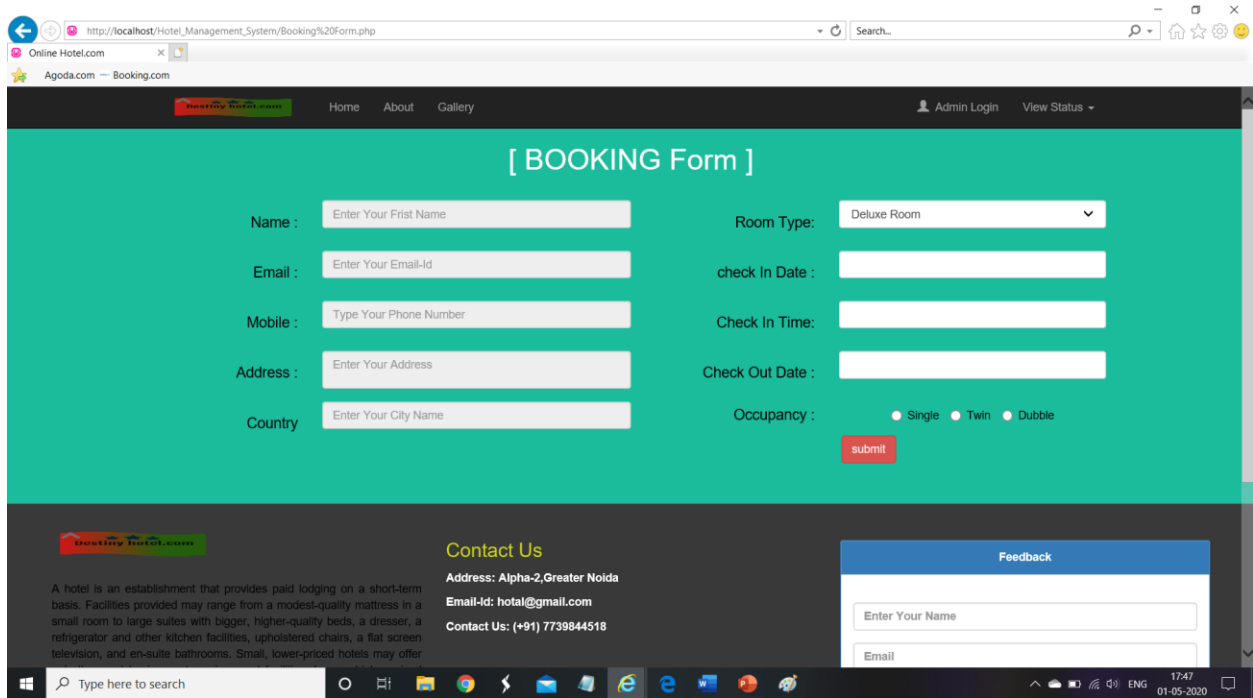 http://localhost/Hotel_Management_System/Booking%20Form.php
Search...
Online Hotel.com
Agoda.com
Booking.com
Destiny hotel.com
Home About Gallery
Admin Login View Status
[ BOOKING Form ]
Name :
Enter Your Frist Name
Room Type:
Deluxe Room
Email :
Enter Your Email-Id
check In Date :
Mobile :
Type Your Phone Number
Check In Time:
Address :
Enter Your Address
Check Out Date :
Country
Enter Your City Name
Occupancy :
Single Twin Dubble
submit
Destiny hotel.com
A hotel is an establishment that provides paid lodging on a short-term
basis. Facilities provided may range from a modest-quality mattress in a
small room to large suites with bigger, higher-quality beds, a dresser, a
refrigerator and other kitchen facilities, upholstered chairs, a flat screen
television, and en-suite bathrooms. Small, lower-priced hotels may offer
Contact Us
Address: Alpha-2,Greater Noida
Email-Id: hotal@gmail.com
Contact Us: (+91) 7739844518
Feedback
Enter Your Name
Email
Type here to search
ENG
17:47
01-05-2020